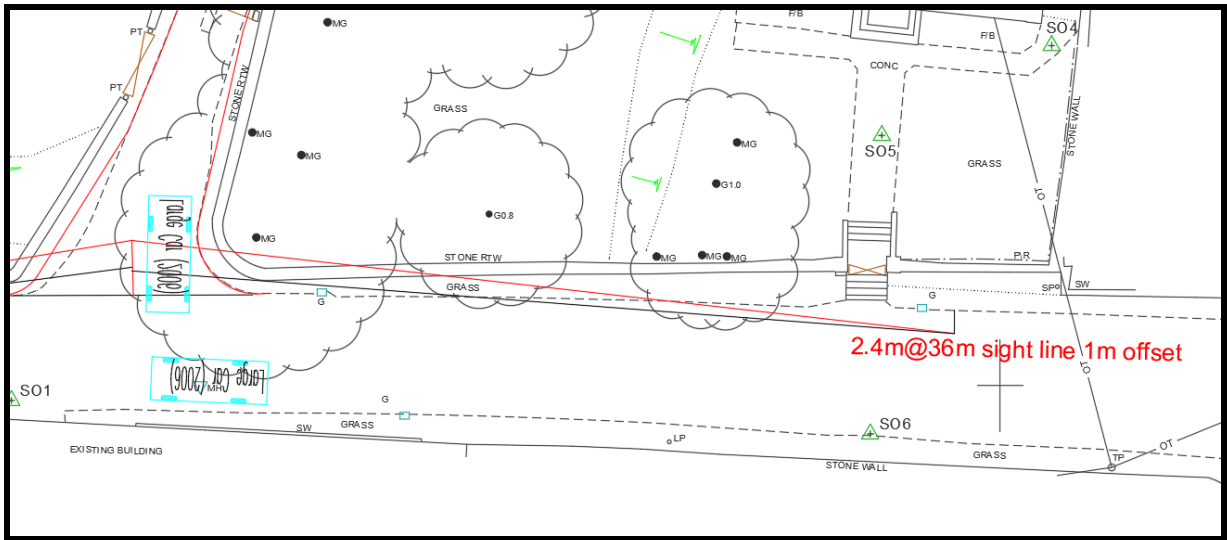 MG
F/B
F/B
SO4
PT
CONC
PT
STONE RTW
GRASS
STONE WALL
MG
MG
MG
SO5
GRASS
G1.0
OT
Large Car (2006)
G0.8
MG
STONE RTW
MG
MG
MG
P/R
GRASS
G
G
SP
SW
2.4m@36m sight line 1m offset
OT
Large Car (2006)
MH
SO1
G
GRASS
SW
SO6
LP
EXISTING BUILDING
GRASS
OT
TP
STONE WALL